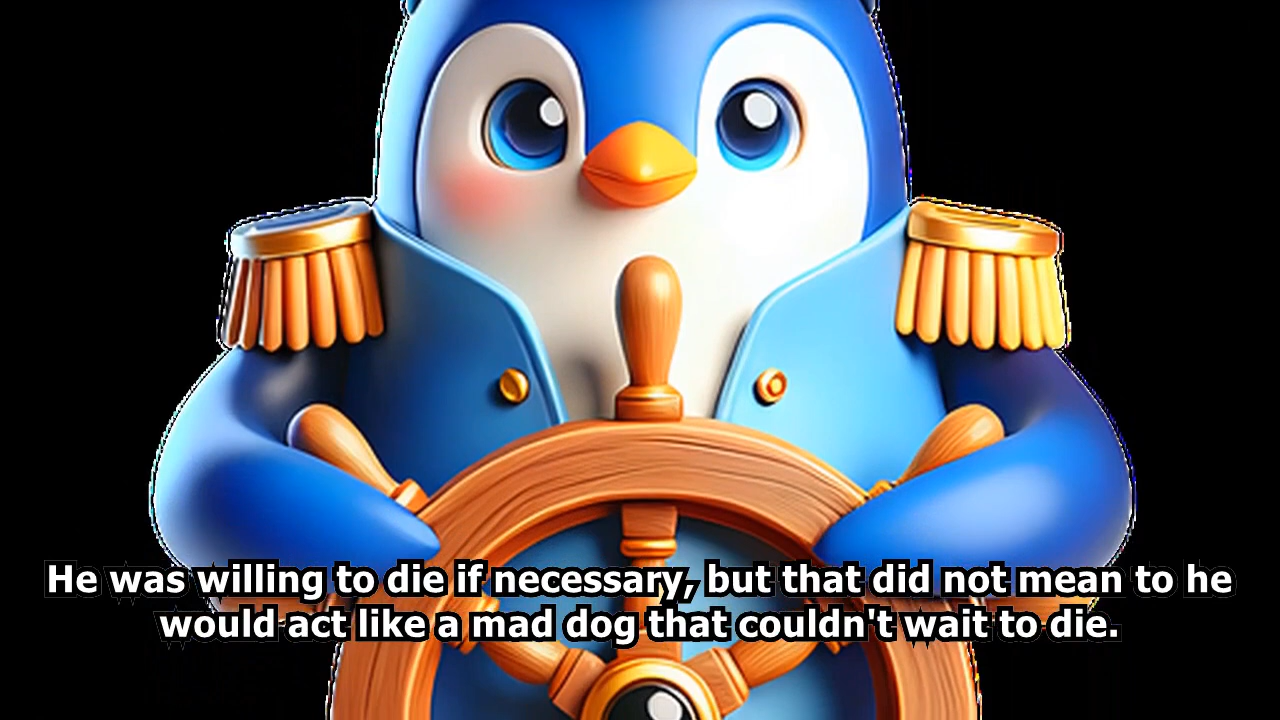 He was willing to die if necessary, but that did not mean to he
would act like a mad dog that couldn't wait to die.